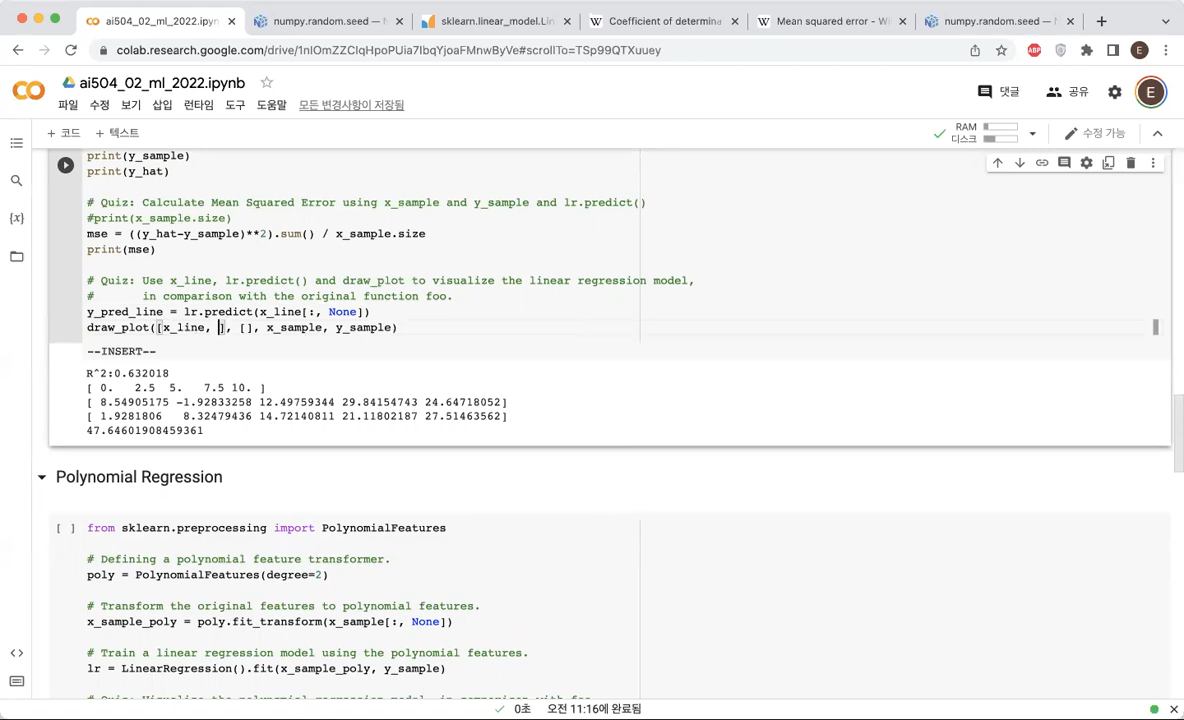 ai504_02_ml_2022.ipynb
numpy.random.seed — N
sklearn.linear_model.Lin
Coefficient of determina
Mean squared error - Wi
numpy.random.seed — N
colab.research.google.com/drive/1nIOmZZCIqHpoPUia7IbqYjoaFMnwByVe#scrollTo=TSp99QTXuuey
ABP
E
ai504_02_ml_2022.ipynb
파일 수정 보기 삽입 런타임 도구 도움말 모든 변경사항이 저장됨
댓글
공유
E
+ 코드 + 텍스트
RAM
디스크
수정 가능
print(y_sample)
print(y_hat)
# Quiz: Calculate Mean Squared Error using x_sample and y_sample and lr.predict()
#print(x_sample.size)
mse = ((y_hat-y_sample)**2).sum() / x_sample.size
print(mse)
# Quiz: Use x_line, lr.predict() and draw_plot to visualize the linear regression model,
#       in comparison with the original function foo.
y_pred_line = lr.predict(x_line[:, None])
draw_plot([x_line, ], [], x_sample, y_sample)
--INSERT--
R^2:0.632018
[ 0.   2.5  5.   7.5 10. ]
[ 8.54905175 -1.92833258 12.49759344 29.84154743 24.64718052]
[ 1.9281806   8.32479436 14.72140811 21.11802187 27.51463562]
47.64601908459361
Polynomial Regression
[ ] from sklearn.preprocessing import PolynomialFeatures
# Defining a polynomial feature transformer.
poly = PolynomialFeatures(degree=2)
# Transform the original features to polynomial features.
x_sample_poly = poly.fit_transform(x_sample[:, None])
# Train a linear regression model using the polynomial features.
lr = LinearRegression().fit(x_sample_poly, y_sample)
0초 오전 11:16에 완료됨